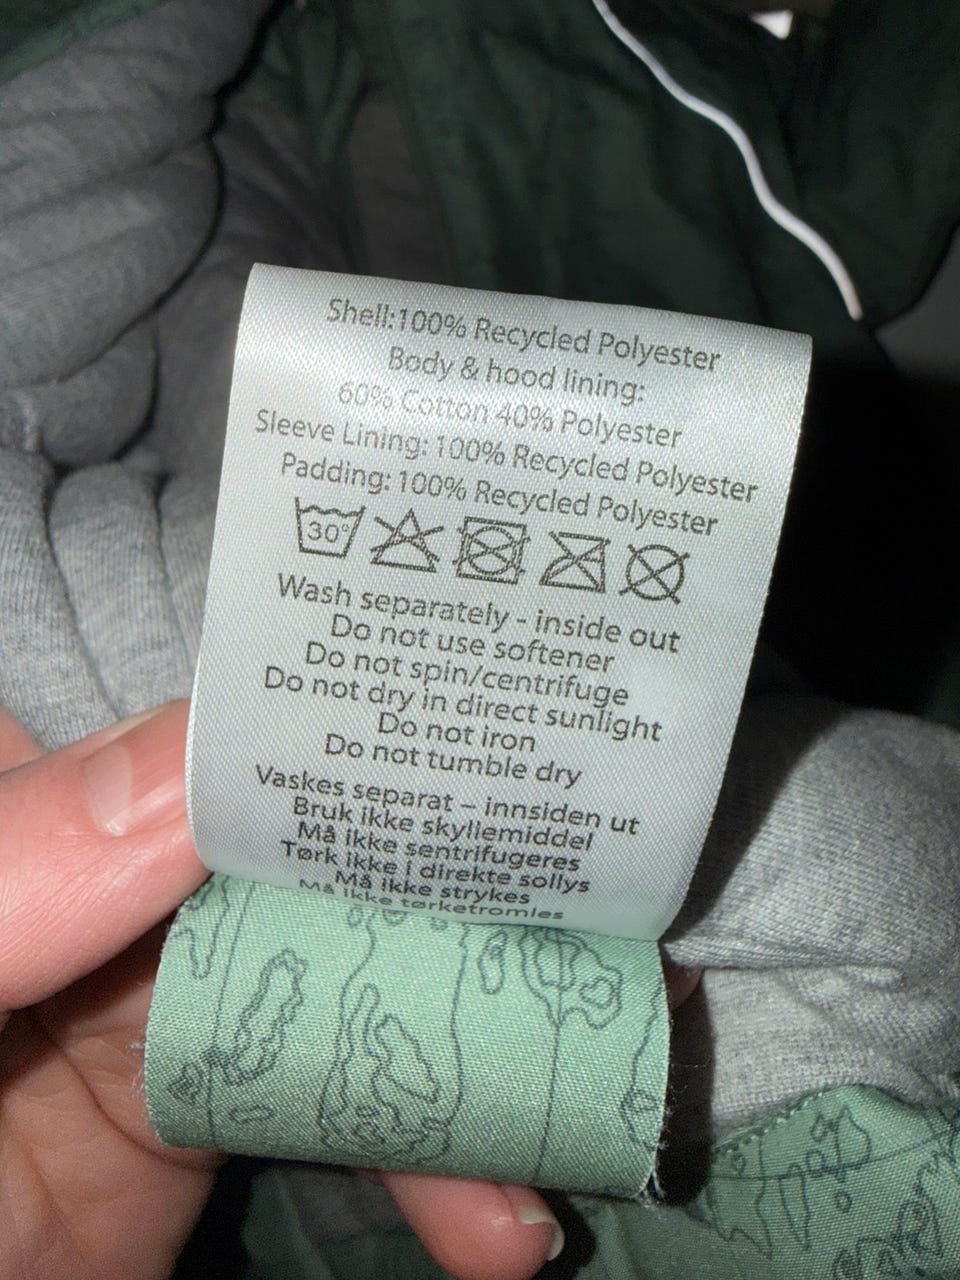 Shell:100% Recycled Polyester
Body & hood lining:
60% Cotton 40% Polyester
Sleeve Lining: 100% Recycled Polyester
Padding: 100% Recycled Polyester
30°
Wash separately - inside out
Do not use softener
Do not spin/centrifuge
Do not dry in direct sunlight
Do not iron
Do not tumble dry
Vaskes separat – innsiden ut
Bruk ikke skyllemiddel
Må ikke sentrifugeres
Tørk ikke i direkte sollys
Må ikke strykes
Må ikke tørketromles